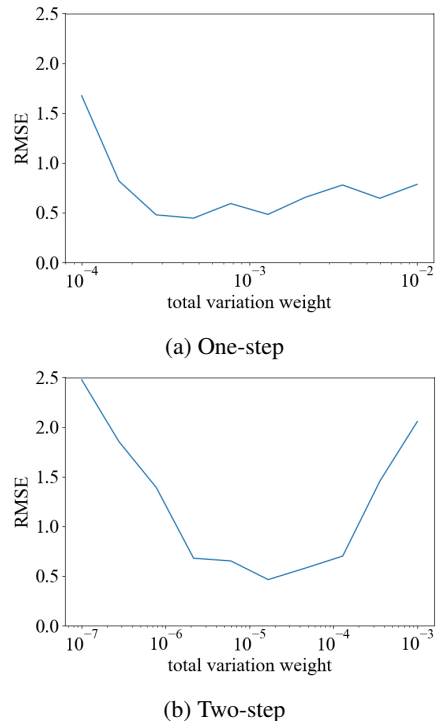 2.5
2.0
1.5
RMSE
1.0
0.5
0.0
10⁻⁴ 10⁻³ 10⁻²
total variation weight
(a) One-step
2.5
2.0
1.5
RMSE
1.0
0.5
0.0
10⁻⁷ 10⁻⁶ 10⁻⁵ 10⁻⁴ 10⁻³
total variation weight
(b) Two-step